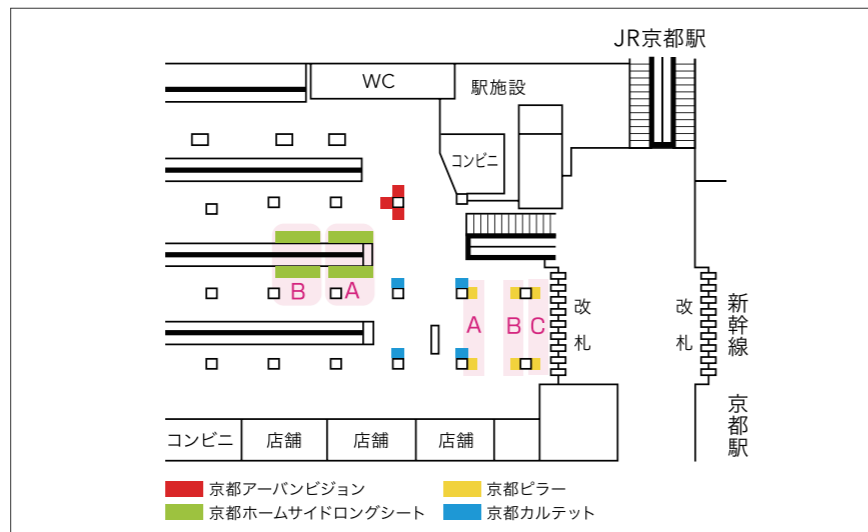 JR京都駅
WC
駅施設
コンビニ
B
A
A
B
C
改札
改札
新幹線
京都駅
コンビニ
店舗
店舗
店舗
京都アーバンビジョン
京都ピラー
京都ホームサイドロングシート
京都カルテット